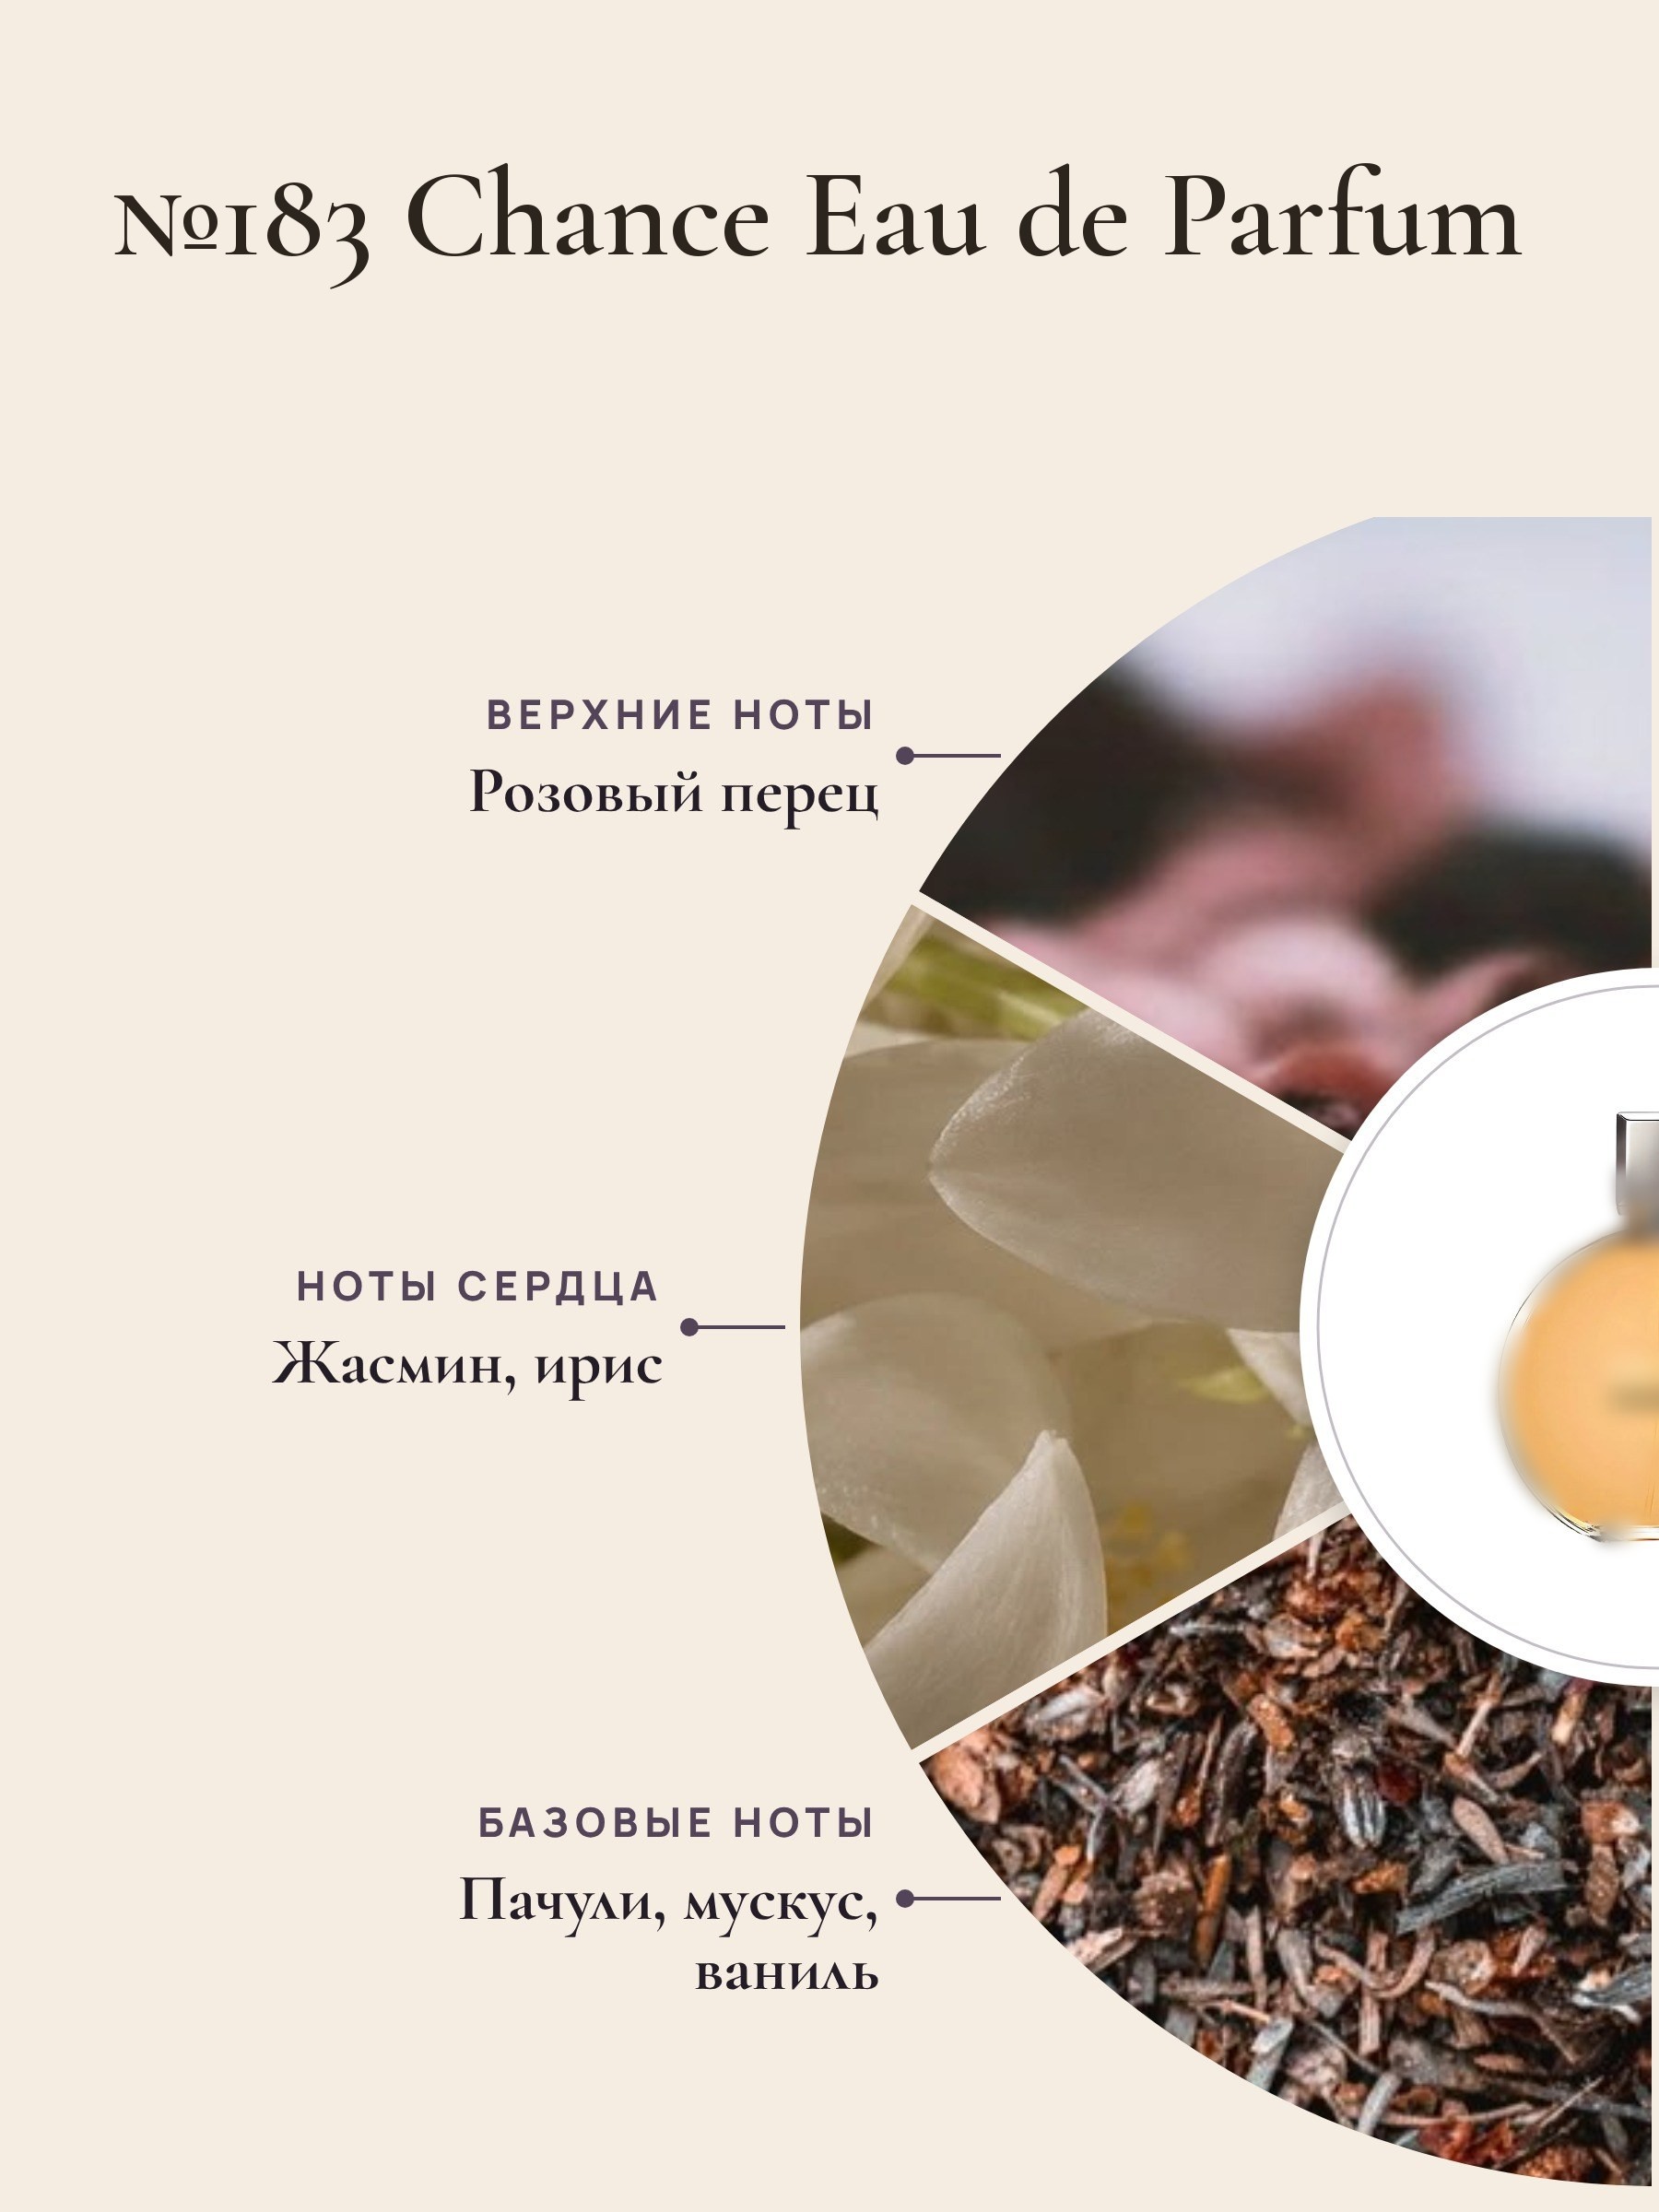 №183 Chance Eau de Parfum
ВЕРХНИЕ НОТЫ
Розовый перец
НОТЫ СЕРДЦА
Жасмин, ирис
БАЗОВЫЕ НОТЫ
Пачули, мускус,
ваниль